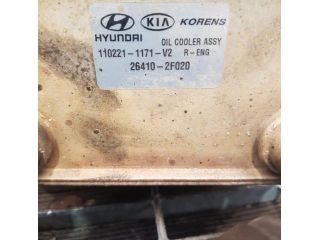 HYUNDAI KIA KORENS
OIL COOLER ASSY
110221-1171-V2 R-ENG
26410-2F020